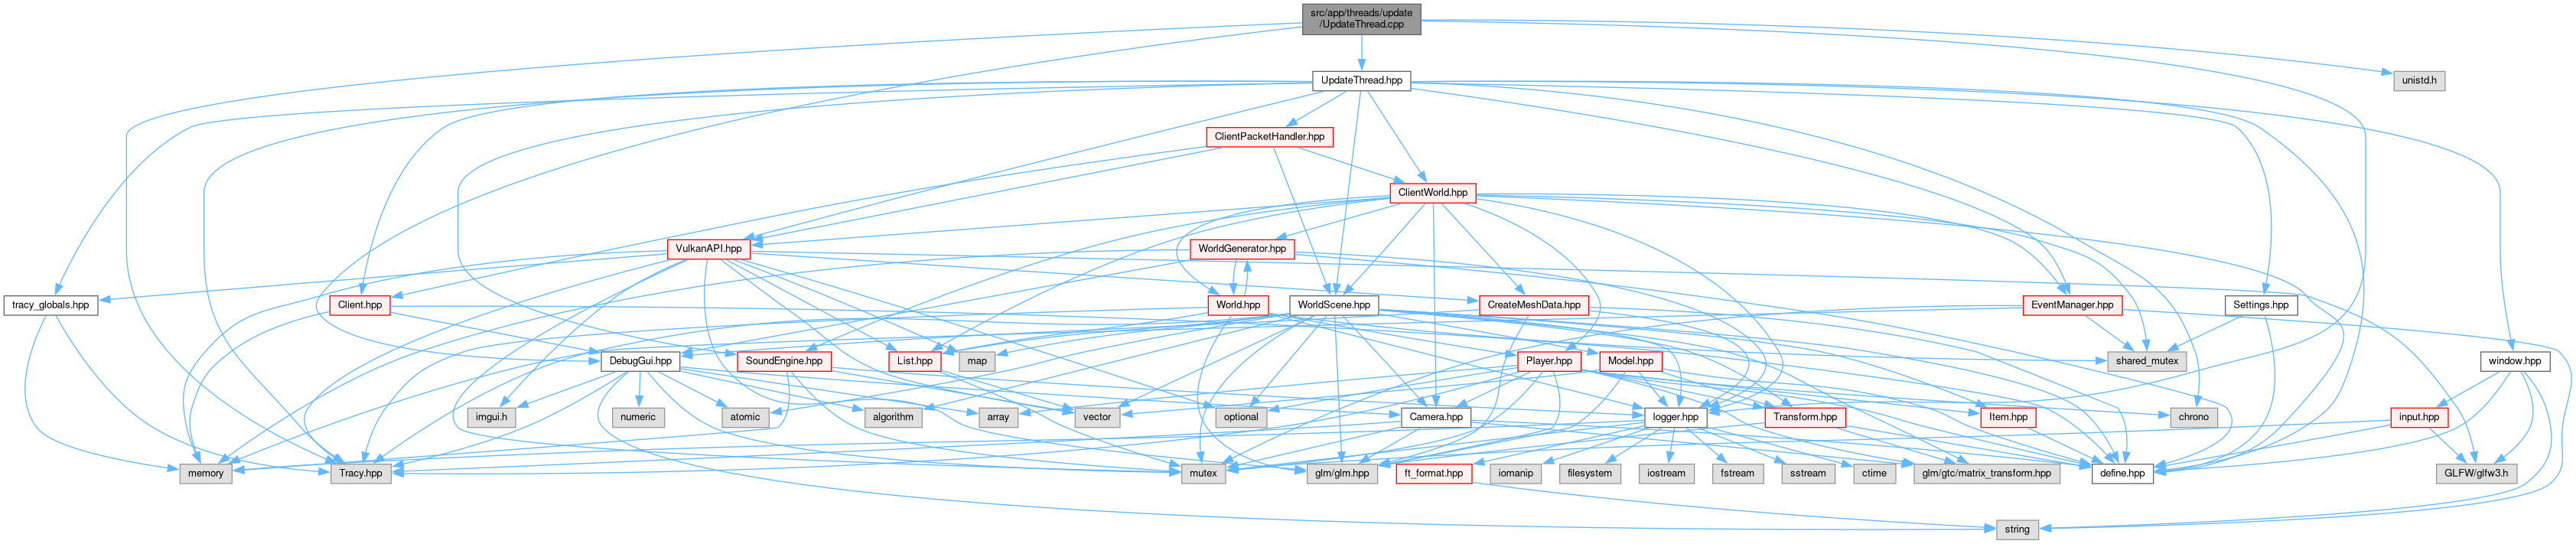 src/app/threads/update
/UpdateThread.cpp
UpdateThread.hpp
unistd.h
ClientPacketHandler.hpp
ClientWorld.hpp
VulkanAPI.hpp
WorldGenerator.hpp
tracy_globals.hpp
Client.hpp
World.hpp
WorldScene.hpp
CreateMeshData.hpp
EventManager.hpp
Settings.hpp
DebugGui.hpp
SoundEngine.hpp
List.hpp
map
Player.hpp
Model.hpp
shared_mutex
window.hpp
imgui.h
numeric
atomic
algorithm
array
vector
optional
Camera.hpp
logger.hpp
Transform.hpp
Item.hpp
chrono
input.hpp
memory
Tracy.hpp
mutex
glm/glm.hpp
ft_format.hpp
iomanip
filesystem
iostream
fstream
sstream
ctime
glm/gtc/matrix_transform.hpp
define.hpp
GLFW/glfw3.h
string